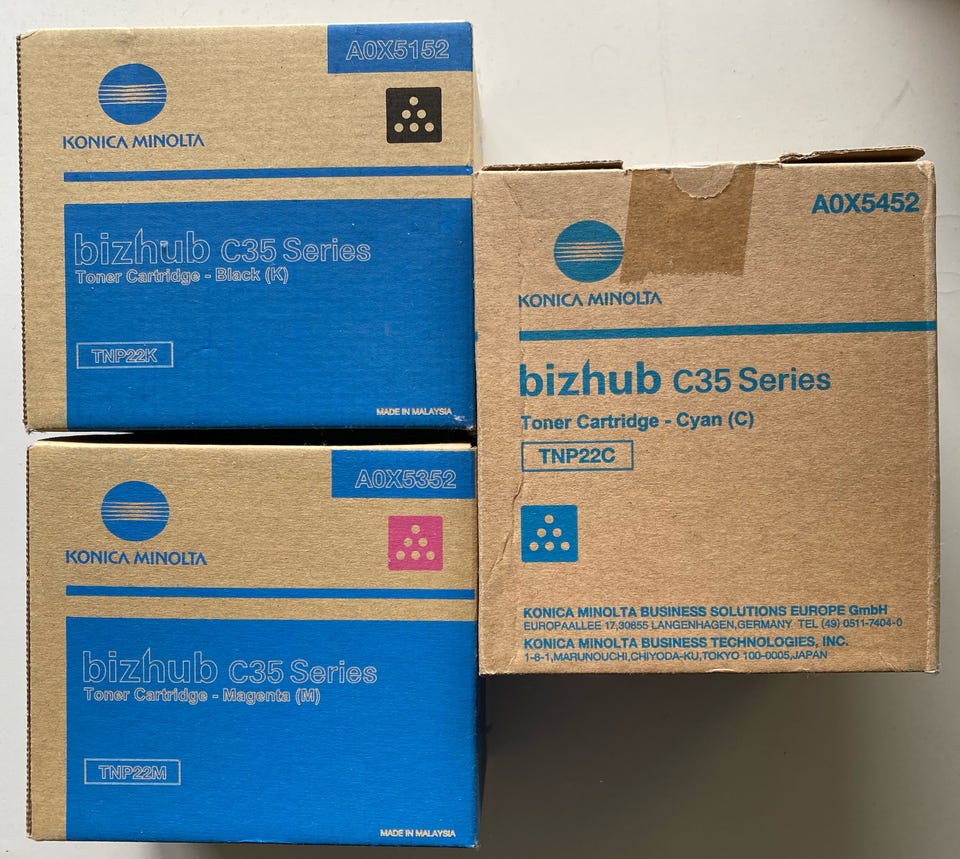 A0X5152
KONICA MINOLTA
bizhub C35 Series
Toner Cartridge - Black (K)
TNP22K
MADE IN MALAYSIA
A0X5352
KONICA MINOLTA
bizhub C35 Series
Toner Cartridge - Magenta (M)
TNP22M
MADE IN MALAYSIA
A0X5452
KONICA MINOLTA
bizhub C35 Series
Toner Cartridge - Cyan (C)
TNP22C
KONICA MINOLTA BUSINESS SOLUTIONS EUROPE GmbH
EUROPAALLEE 17,30855 LANGENHAGEN,GERMANY. TEL (49) 0511-7404-0
KONICA MINOLTA BUSINESS TECHNOLOGIES, INC.
1-6-1,MARUNOUCHI,CHIYODA-KU,TOKYO 100-0005,JAPAN